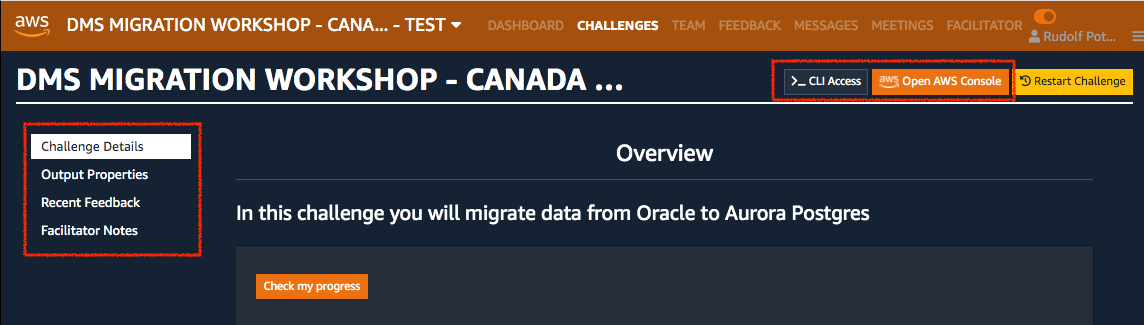 aws DMS MIGRATION WORKSHOP - CANA... - TEST DASHBOARD CHALLENGES TEAM FEEDBACK MESSAGES MEETINGS FACILITATOR
Rudolf Pot...
DMS MIGRATION WORKSHOP - CANADA ...
>_ CLI Access
aws Open AWS Console
Restart Challenge
Challenge Details
Output Properties
Recent Feedback
Facilitator Notes
Overview
In this challenge you will migrate data from Oracle to Aurora Postgres
Check my progress